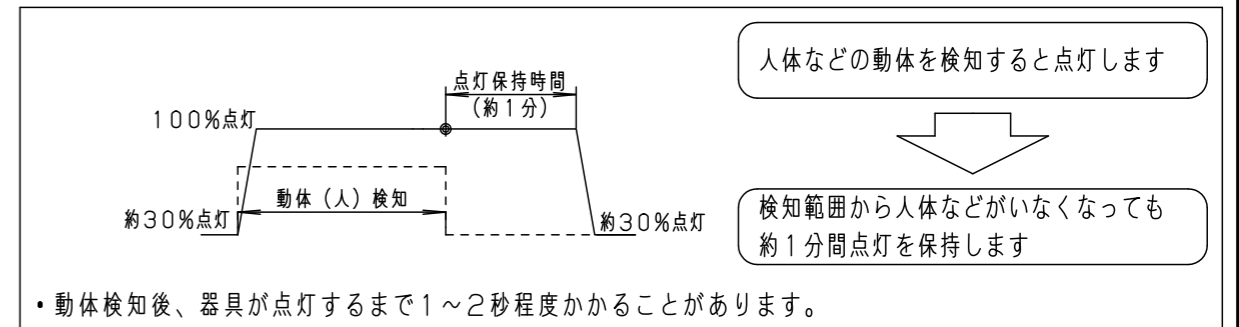 点灯保持時間
(約1分)
100%点灯
動体(人)検知
約30%点灯
約30%点灯
人体などの動体を検知すると点灯します
検知範囲から人体などがいなくなっても
約1分間点灯を保持します
・動体検知後、器具が点灯するまで1~2秒程度かかることがあります。